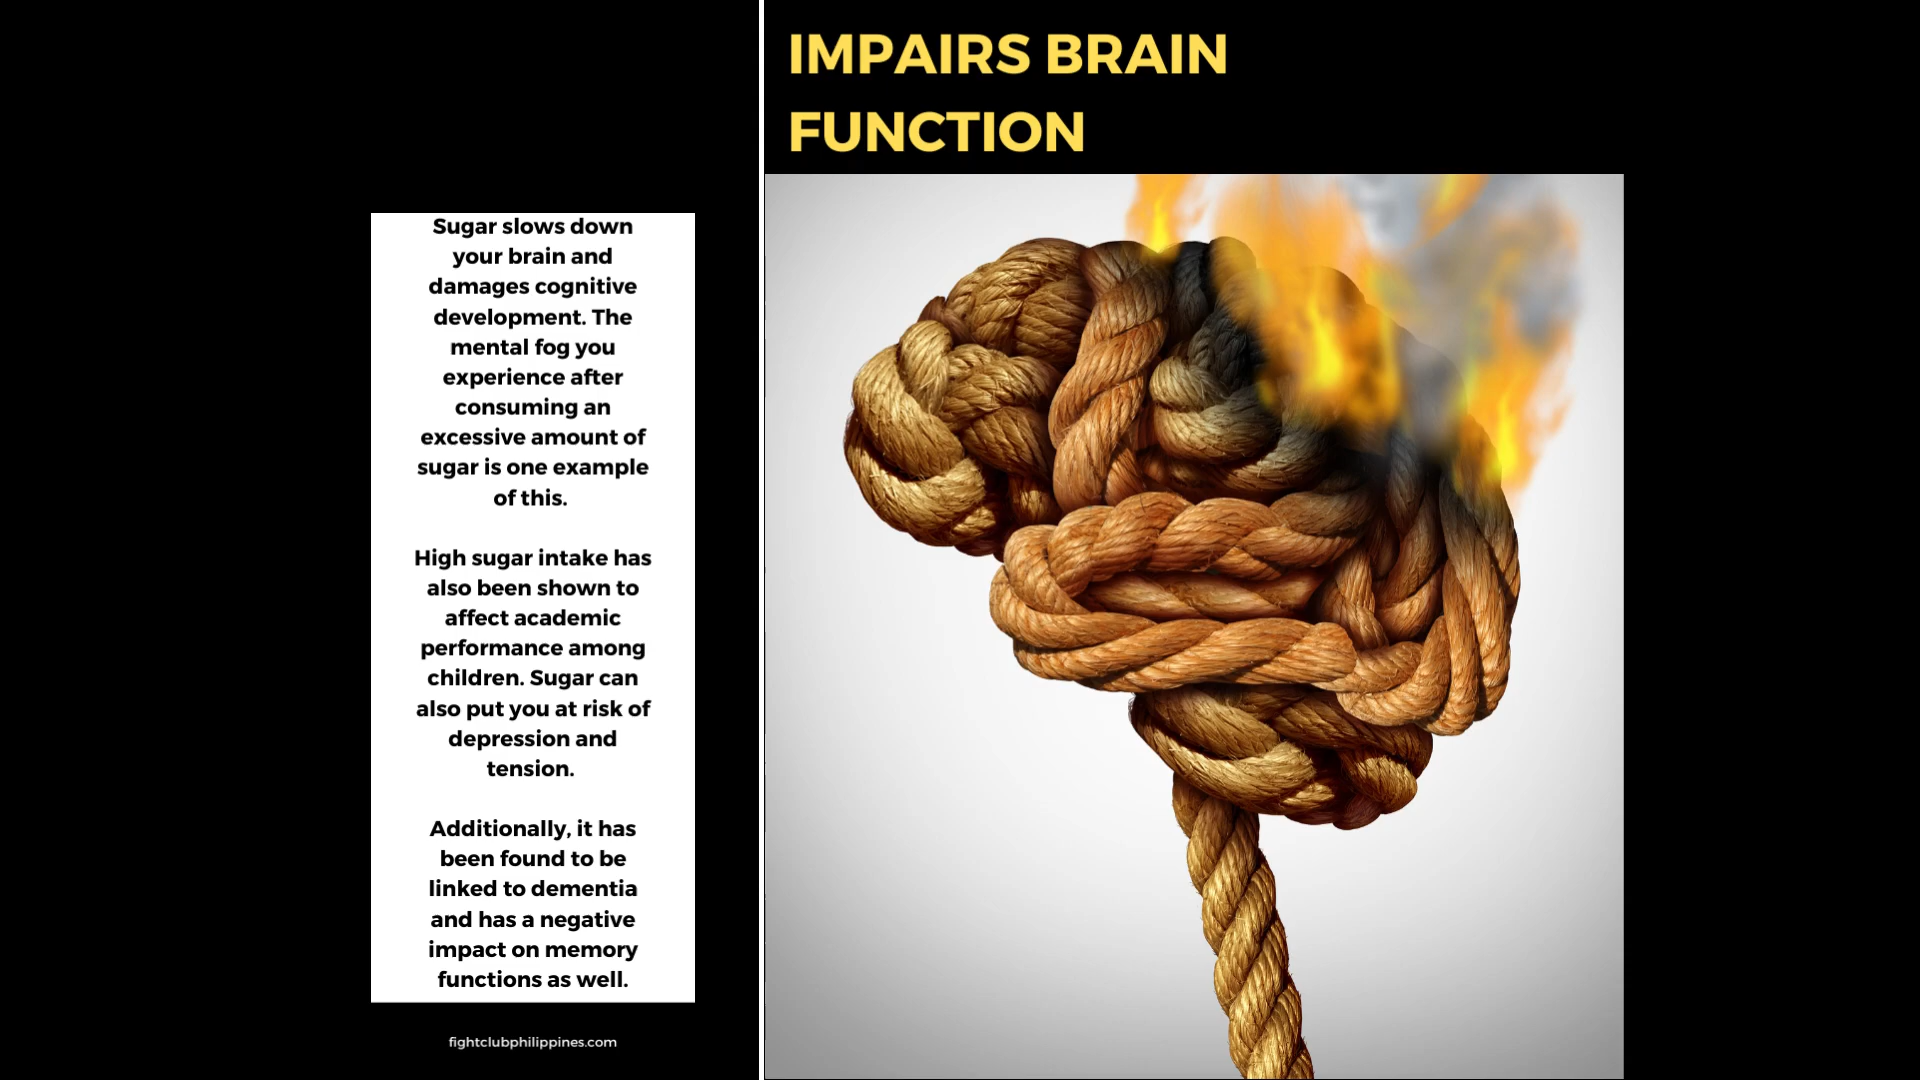 IMPAIRS BRAIN
FUNCTION
Sugar slows down
your brain and
damages cognitive
development. The
mental fog you
experience after
consuming an
excessive amount of
sugar is one example
of this.
High sugar intake has
also been shown to
affect academic
performance among
children. Sugar can
also put you at risk of
depression and
tension.
Additionally, it has
been found to be
linked to dementia
and has a negative
impact on memory
functions as well.
fightclubphilippines.com